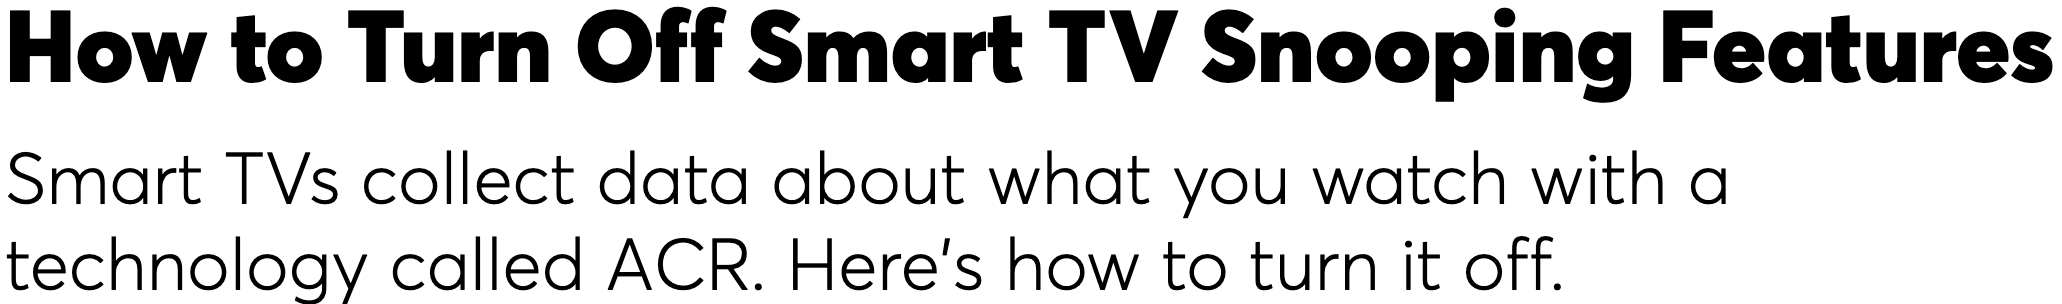 How to Turn Off Smart TV Snooping Features
Smart TVs collect data about what you watch with a
technology called ACR. Here's how to turn it off.